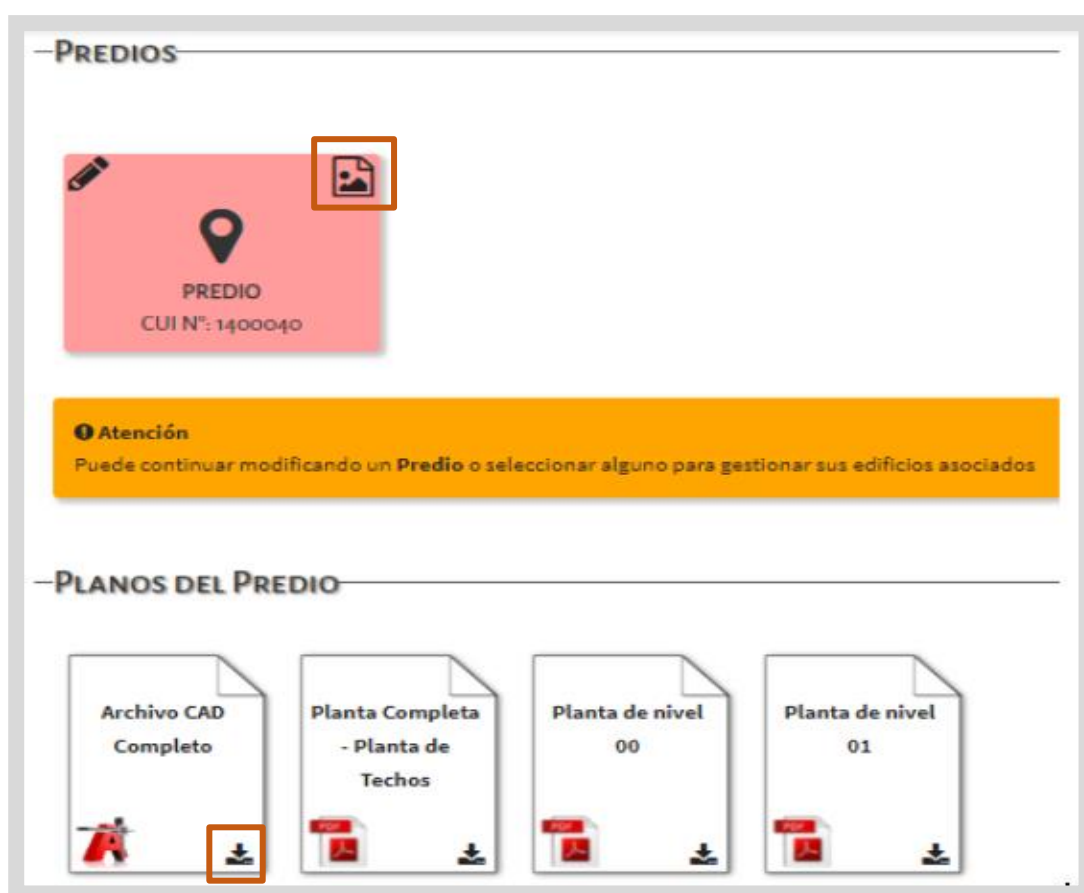 PREDIOS
PREDIO
CUI N°: 1400040
Atención
Puede continuar modificando un Predio o seleccionar alguno para gestionar sus edificios asociados
PLANOS DEL PREDIO
Archivo CAD
Completo
Planta Completa
- Planta de
Techos
Planta de nivel
00
Planta de nivel
01
PDF
PDF
PDF